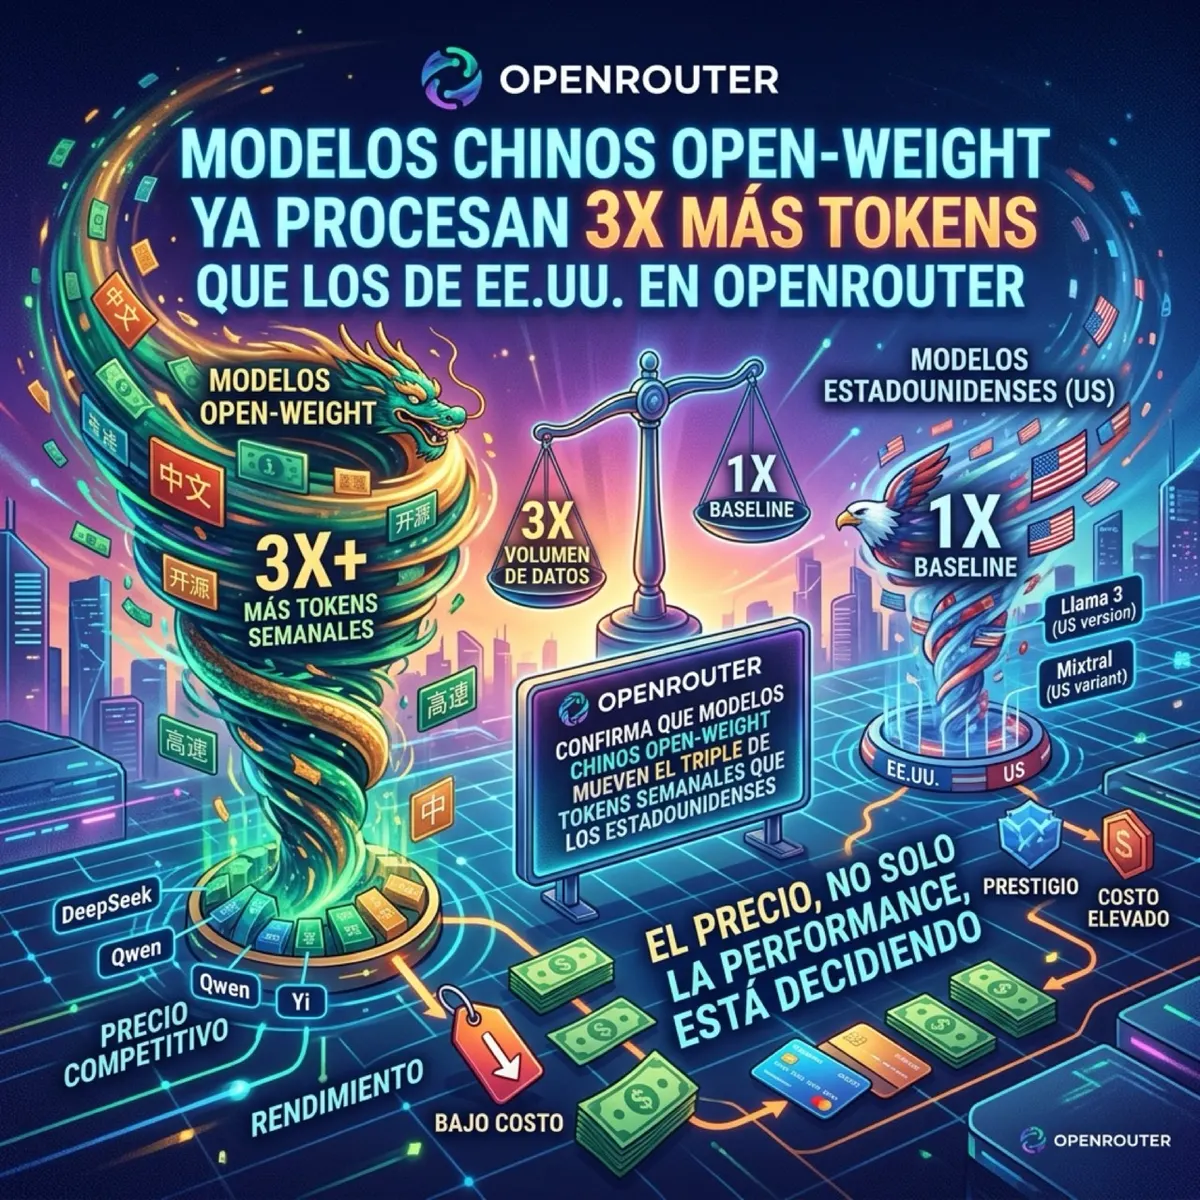 OPENROUTER
MODELOS CHINOS OPEN-WEIGHT
YA PROCESAN 3X MÁS TOKENS
QUE LOS DE EE.UU. EN OPENROUTER
MODELOS
OPEN-WEIGHT
中文
中文
开源
开源
3X+
MÁS TOKENS
SEMANALES
高速
高速
中
3X
VOLUMEN
DE DATOS
1X
BASELINE
MODELOS
ESTADOUNIDENSES (US)
1X
BASELINE
Llama 3
(US version)
Mixtral
(US variant)
EE.UU.
US
OPENROUTER
CONFIRMA QUE MODELOS
CHINOS OPEN-WEIGHT
MUEVEN EL TRIPLE DE
TOKENS SEMANALES QUE
LOS ESTADOUNIDENSES
DeepSeek
Qwen
Qwen
Yi
PRECIO
COMPETITIVO
RENDIMIENTO
BAJO COSTO
EL PRECIO, NO SOLO
LA PERFORMANCE,
ESTÁ DECIDIENDO
PRESTIGIO
COSTO
ELEVADO
OPENROUTER